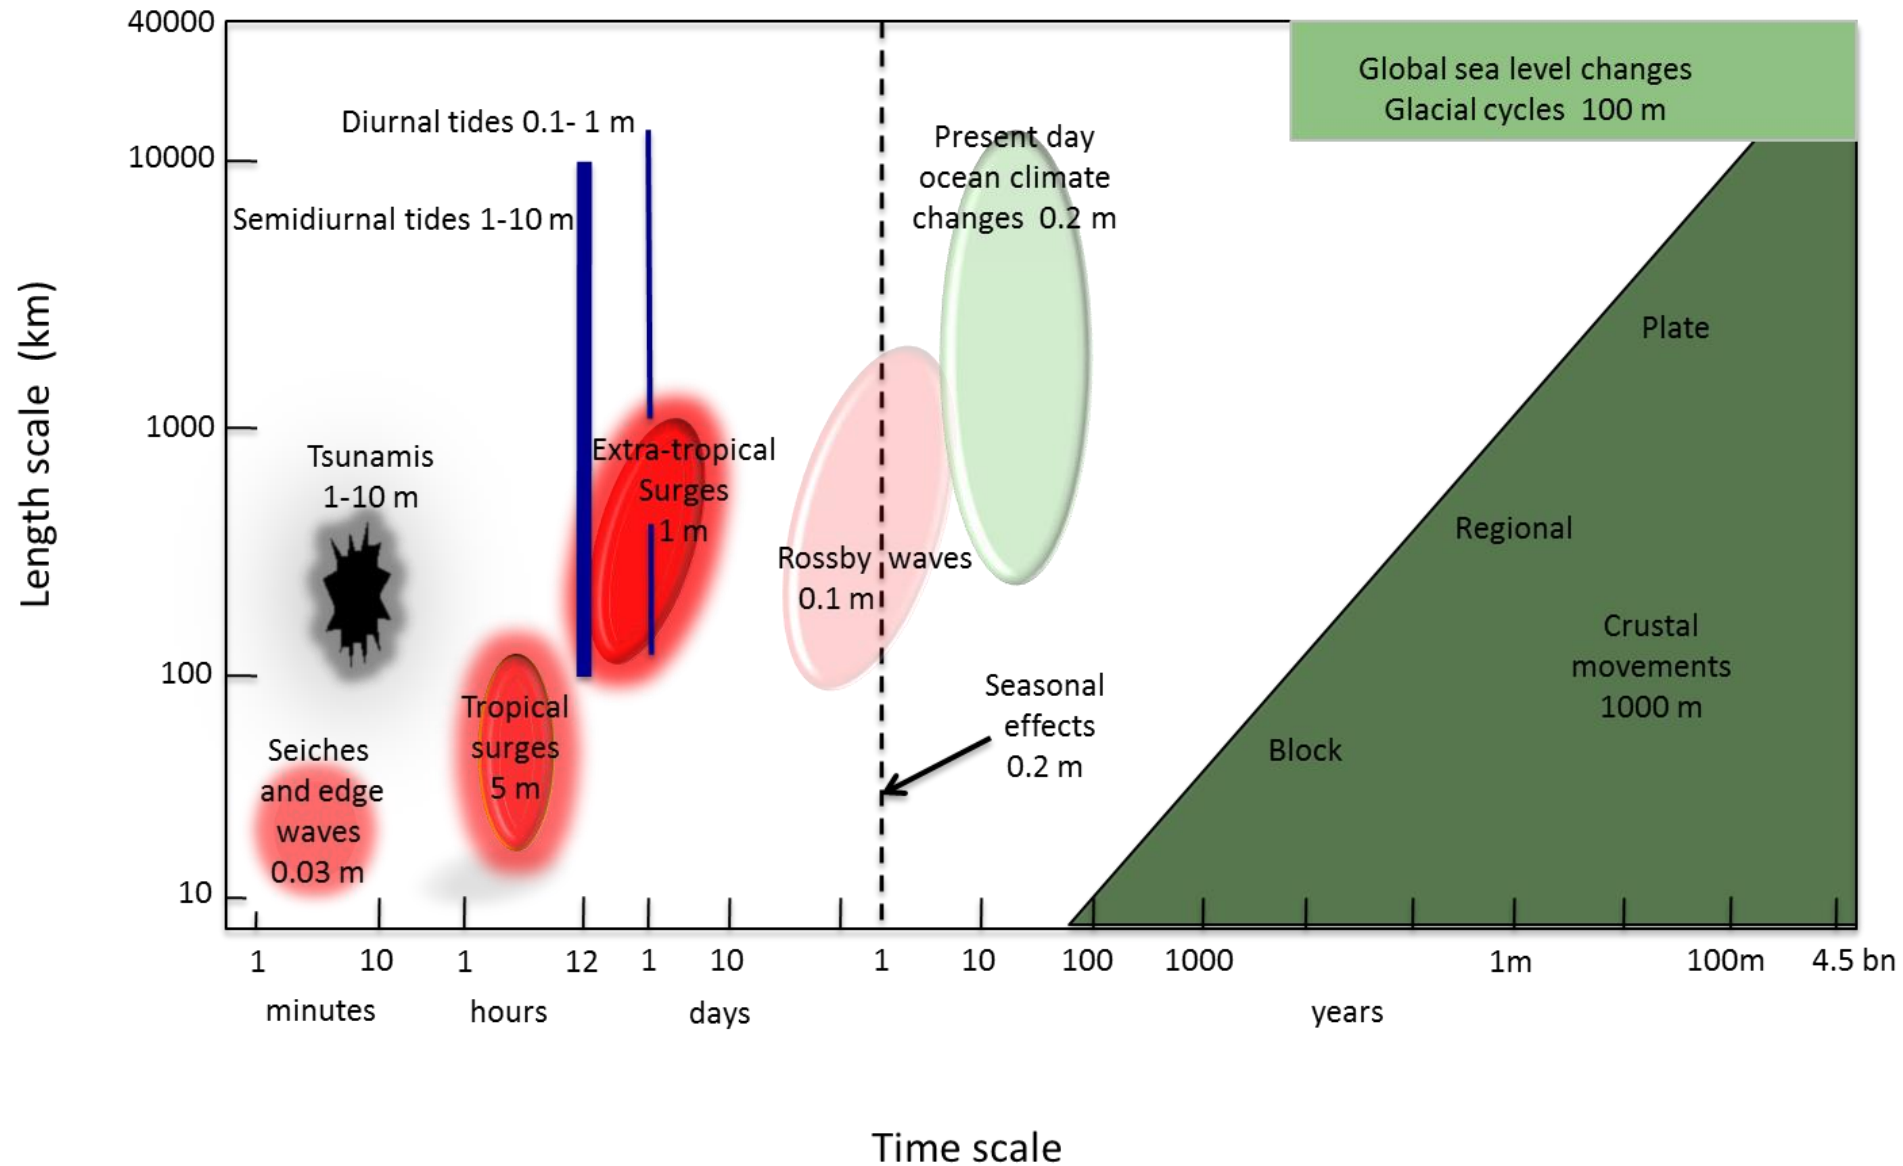 40000
Global sea level changes
Glacial cycles 100 m
Diurnal tides 0.1- 1 m
Present day
ocean climate
changes 0.2 m
10000
Semidiurnal tides 1-10 m
Length scale (km)
Plate
1000
Tsunamis
1-10 m
Extra-tropical
Surges
1 m
Regional
Rossby waves
0.1 m
Crustal
movements
1000 m
100
Seasonal
effects
0.2 m
Tropical
surges
5 m
Seiches
and edge
waves
0.03 m
Block
10
1 10 1 12 1 10 1 10 100 1000 1m 100m 4.5 bn
minutes hours days years
Time scale